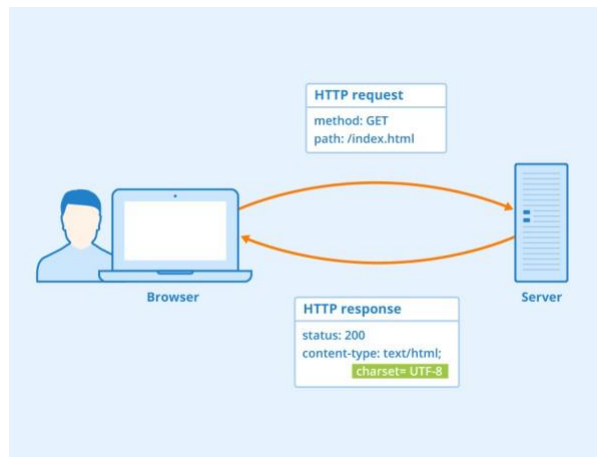 HTTP request
method: GET
path: /index.html
Browser
Server
HTTP response
status: 200
content-type: text/html;
charset= UTF-8